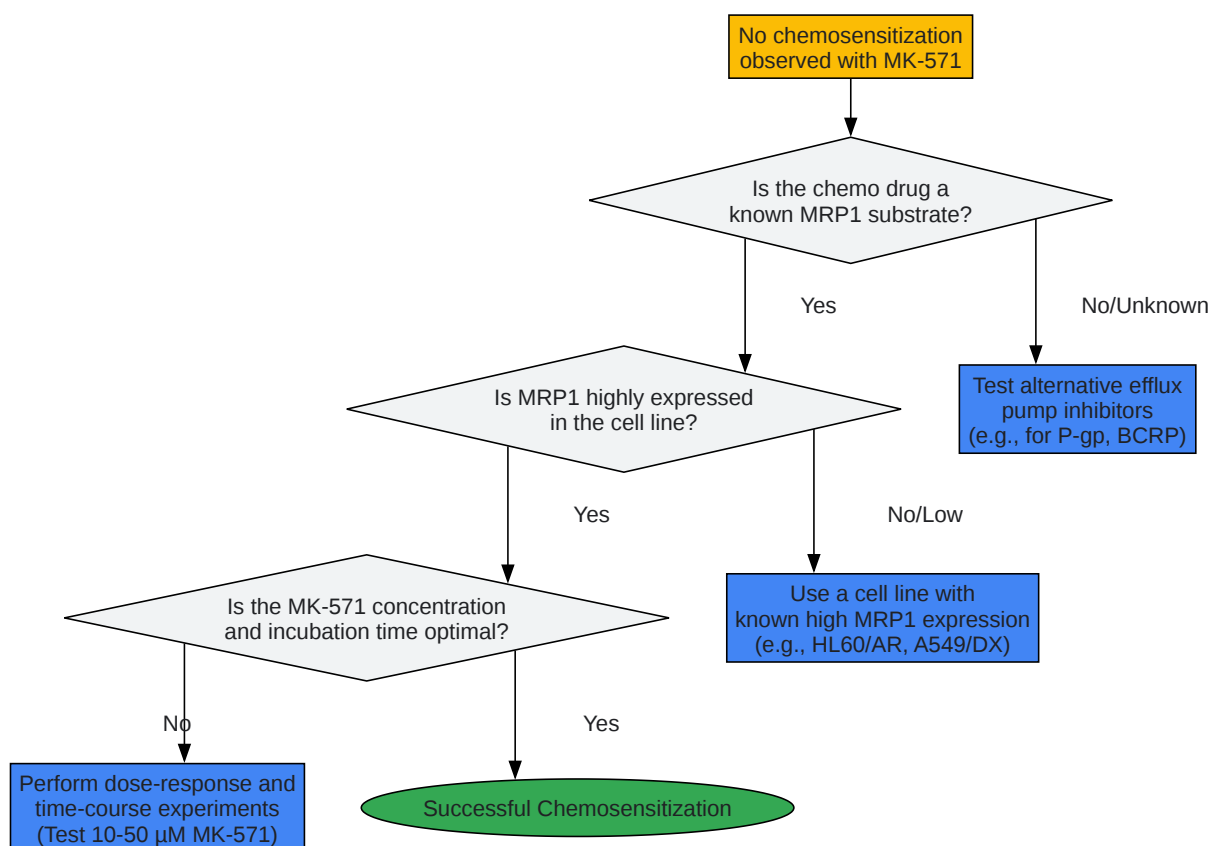 No chemosensitization
observed with MK-571
Is the chemo drug a
known MRP1 substrate?
Yes
No/Unknown
Is MRP1 highly expressed
in the cell line?
Test alternative efflux
pump inhibitors
(e.g., for P-gp, BCRP)
Yes
No/Low
Is the MK-571 concentration
and incubation time optimal?
Use a cell line with
known high MRP1 expression
(e.g., HL60/AR, A549/DX)
No
Yes
Perform dose-response and
time-course experiments
(Test 10-50 µM MK-571)
Successful Chemosensitization